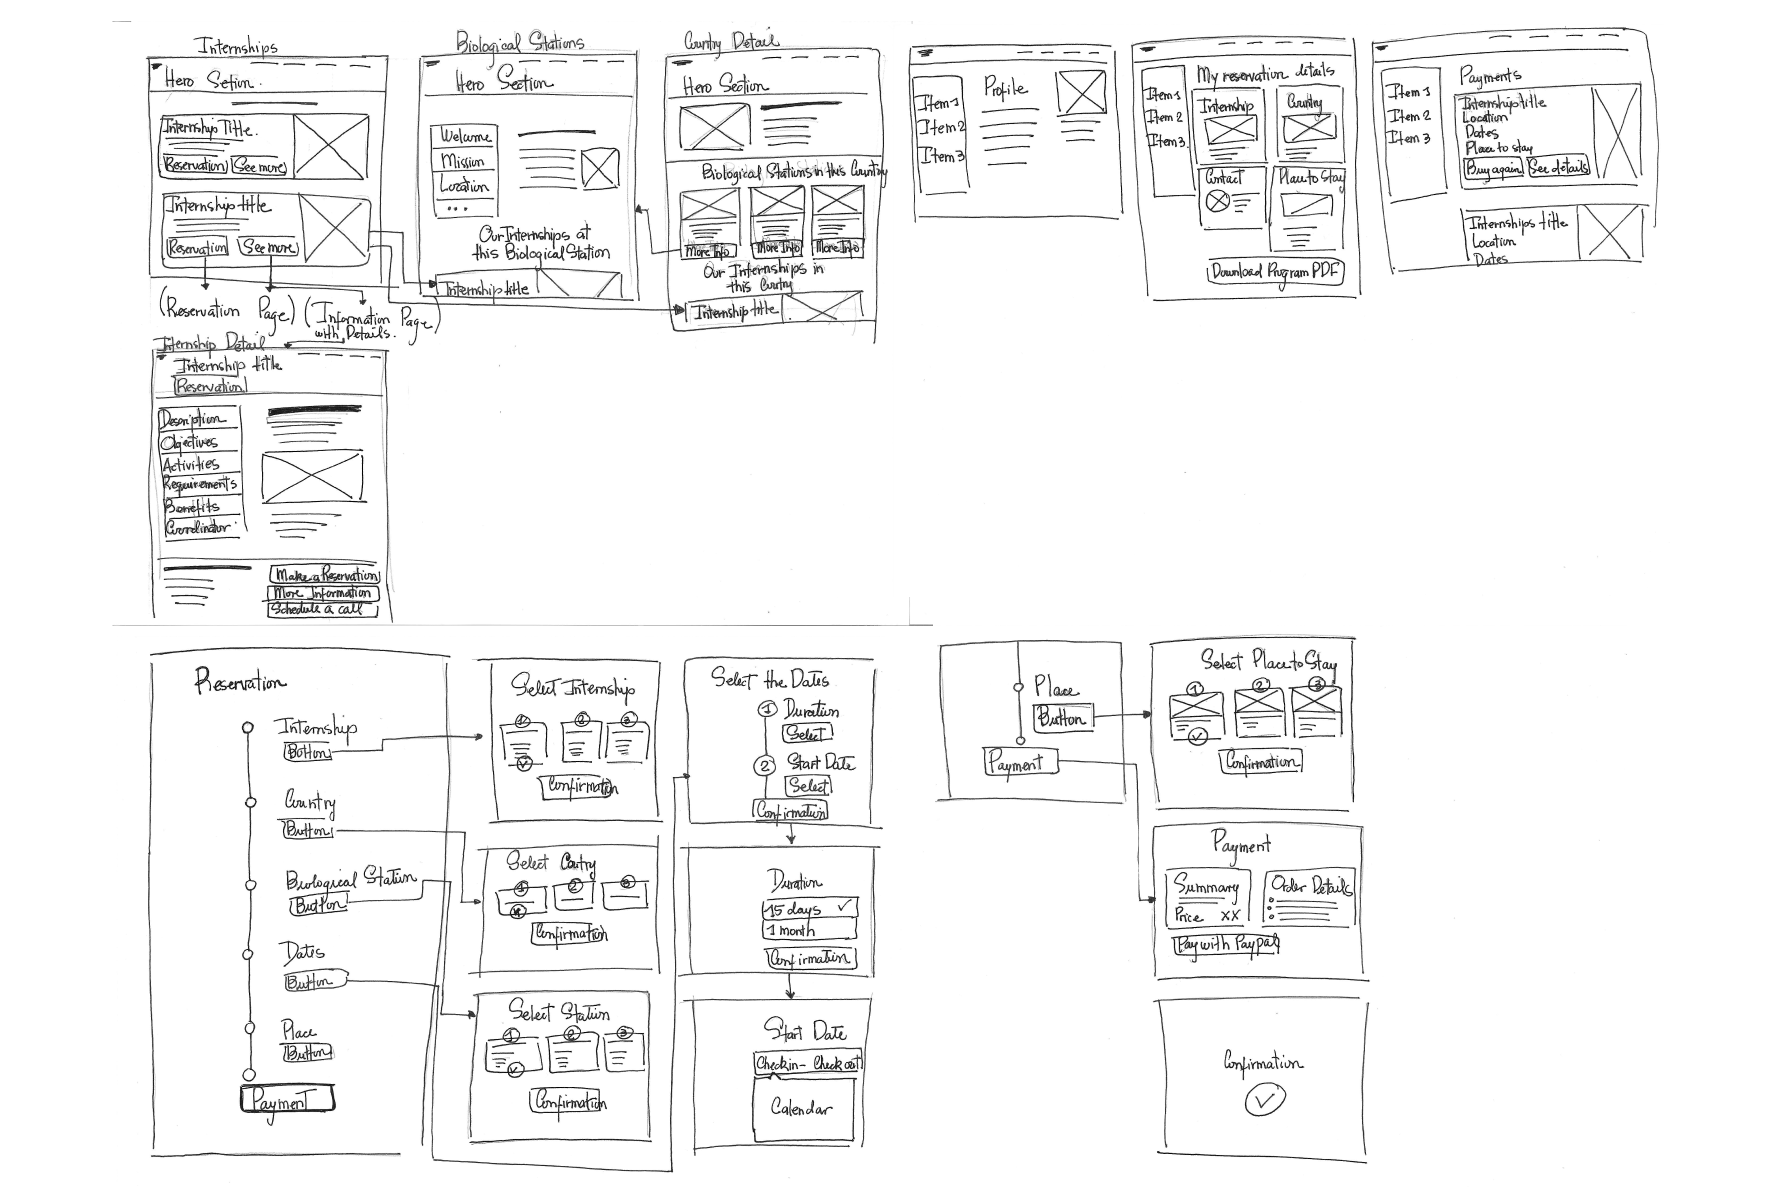 Internships
Hero Setion.
Internship Title.
Reservation
See more
Internship title
Reservation
See more
(Reservation Page)
(Information Page)
with Details.
Biological Stations
Hero Section
Welcome
Mission
Location
...
Our Internships at
this Biological Station
Internship title
Country Detail
Hero Section
Biological Stations in this Country
More Info
More Info
More Info
Our Internships in
this Country
Internship title
Item 1
Item 2
Item 3
Profile
My reservation details
Item 1
Item 2
Item 3
Internship
Country
Contact
Place to Stay
Download Program PDF
Payments
Item 1
Item 2
Item 3
Internship title
Location
Dates
Place to stay
Buy again
See details
Internships title
Location
Dates
Internship Detail
Internship title
Reservation
Description
Objectives
Activities
Requirements
Benefits
Coordinator
Make a Reservation
More Information
Schedule a call
Reservation
Internship
Button
Country
Button
Biological Station
Button
Dates
Button
Place
Button
Payment
Select Internship
1
2
3
Confirmation
Select Coutry
1
2
3
Confirmation
Select Station
1
2
3
Confirmation
Select the Dates
1 Duration
Select
2 Start Date
Select
Confirmation
Duration
15 days
1 month
Confirmation
Start Date
Checkin - Check out
Calendar
Place
Button
Payment
Select Place to Stay
1
2
3
Confirmation
Payment
Summary
Price XX
Order Details
Pay with Paypal
Confirmation